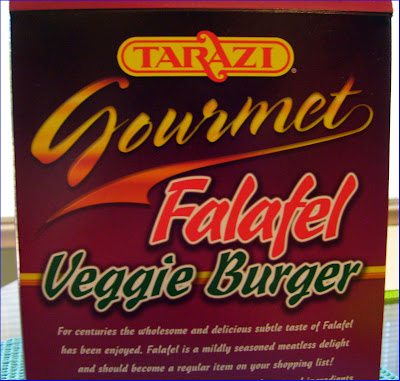 TARAZI®
Gourmet
Falafel
Veggie Burger
For centuries the wholesome and delicious subtle taste of Falafel
has been enjoyed. Falafel is a mildly seasoned meatless delight
and should become a regular item on your shopping list!
ingredients